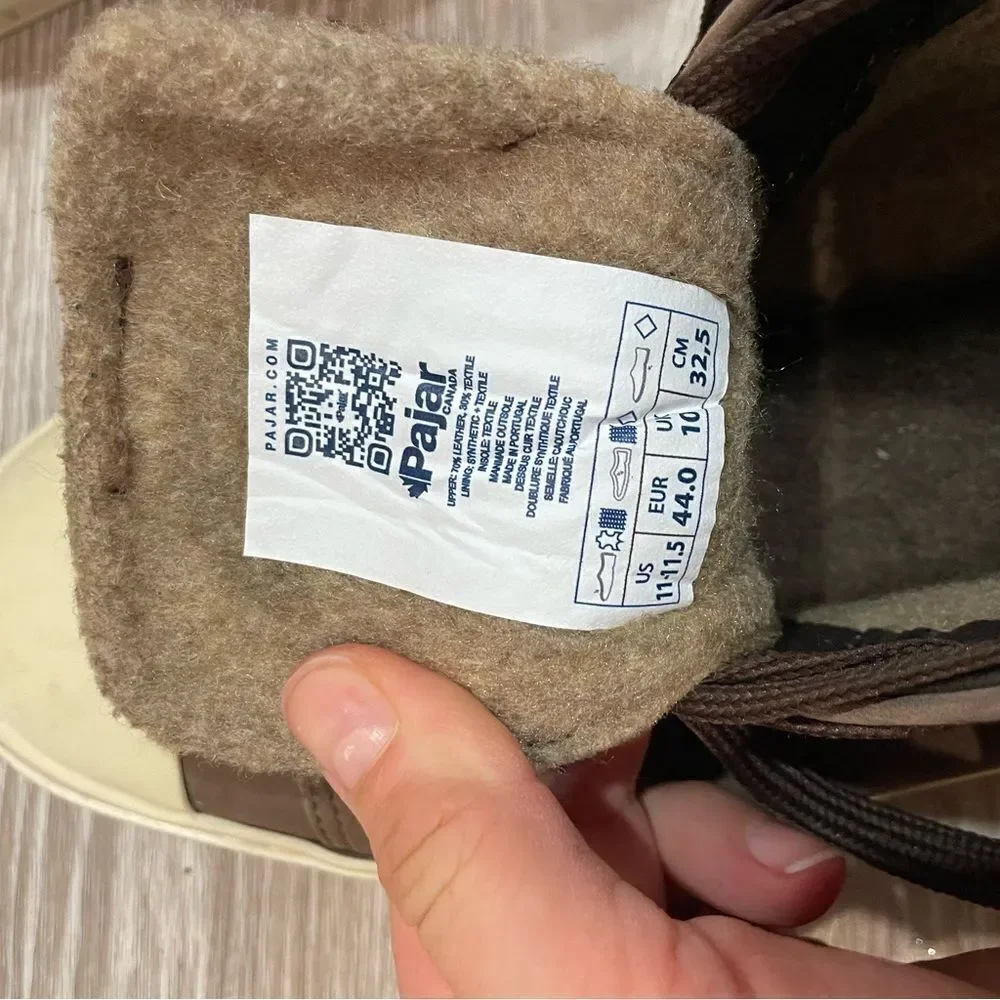 PAJAR.COM
Pajar
Pajar
CANADA
UPPER: 70% LEATHER, 30% TEXTILE
LINING: SYNTHETIC + TEXTILE
INSOLE: TEXTILE
MANMADE OUTSOLE
MADE IN PORTUGAL
DESSUS CUIR TEXTILE
DOUBLURE SYNTHTIQUE TEXTILE
SEMELLE: CAOUTCHOUC
FABRIQUÉ AU PORTUGAL
US EUR CM
11-11.5 44.0 10 32,5